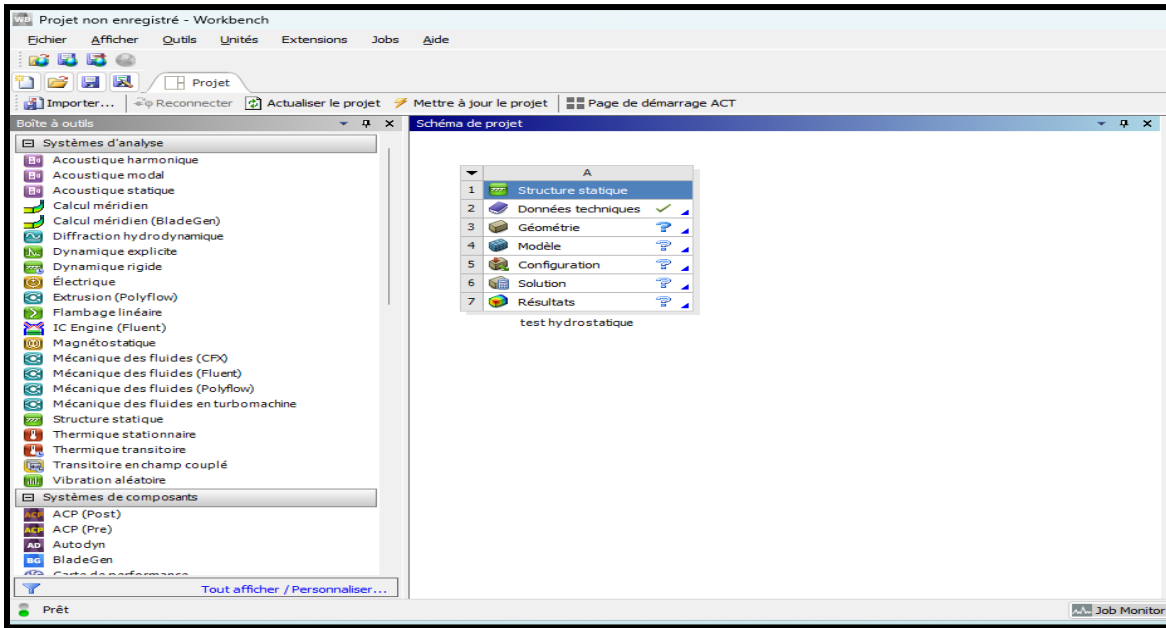 Projet non enregistré - Workbench
Fichier Afficher Outils Unités Extensions Jobs Aide
Projet
Importer... Reconnecter Actualiser le projet Mettre à jour le projet Page de démarrage ACT
Boîte à outils
Systèmes d'analyse
Acoustique harmonique
Acoustique modal
Acoustique statique
Calcul méridien
Calcul méridien (BladeGen)
Diffraction hydrodynamique
Dynamique explicite
Dynamique rigide
Électrique
Extrusion (Polyflow)
Flambage linéaire
IC Engine (Fluent)
Magnétostatique
Mécanique des fluides (CFX)
Mécanique des fluides (Fluent)
Mécanique des fluides (Polyflow)
Mécanique des fluides en turbomachine
Structure statique
Thermique stationnaire
Thermique transitoire
Transitoire en champ couplé
Vibration aléatoire
Systèmes de composants
ACP (Post)
ACP (Pre)
Autodyn
BladeGen
Carte de performance
Tout afficher / Personnaliser...
Schéma de projet
A
1 Structure statique
2 Données techniques
3 Géométrie
4 Modèle
5 Configuration
6 Solution
7 Résultats
test hydrostatique
Prêt
Job Monitor